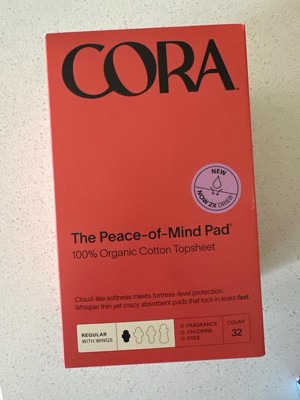 CORA
NEW
NOW 2X DRIER
The Peace-of-Mind Pad®
100% Organic Cotton Topsheet
Cloud-like softness meets fortress-level protection.
Whisper thin yet crazy absorbent pads that lock in leaks fast.
REGULAR
WITH WINGS
FRAGRANCE
CHLORINE
DYES
COUNT
32